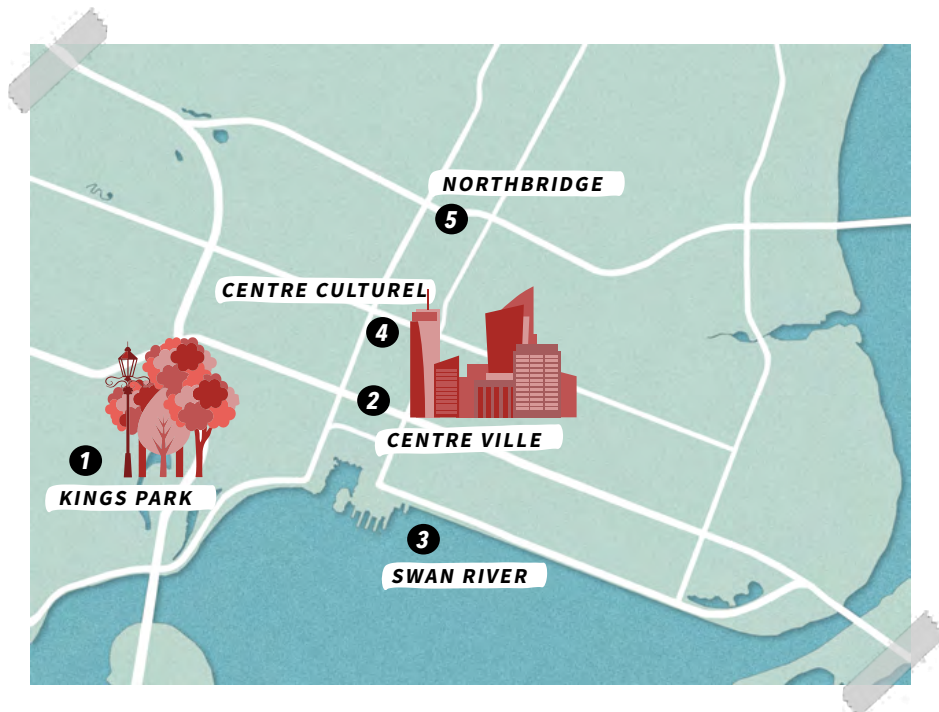 NORTHBRIDGE
5
CENTRE CULTUREL
4
2
CENTRE VILLE
1
KINGS PARK
3
SWAN RIVER